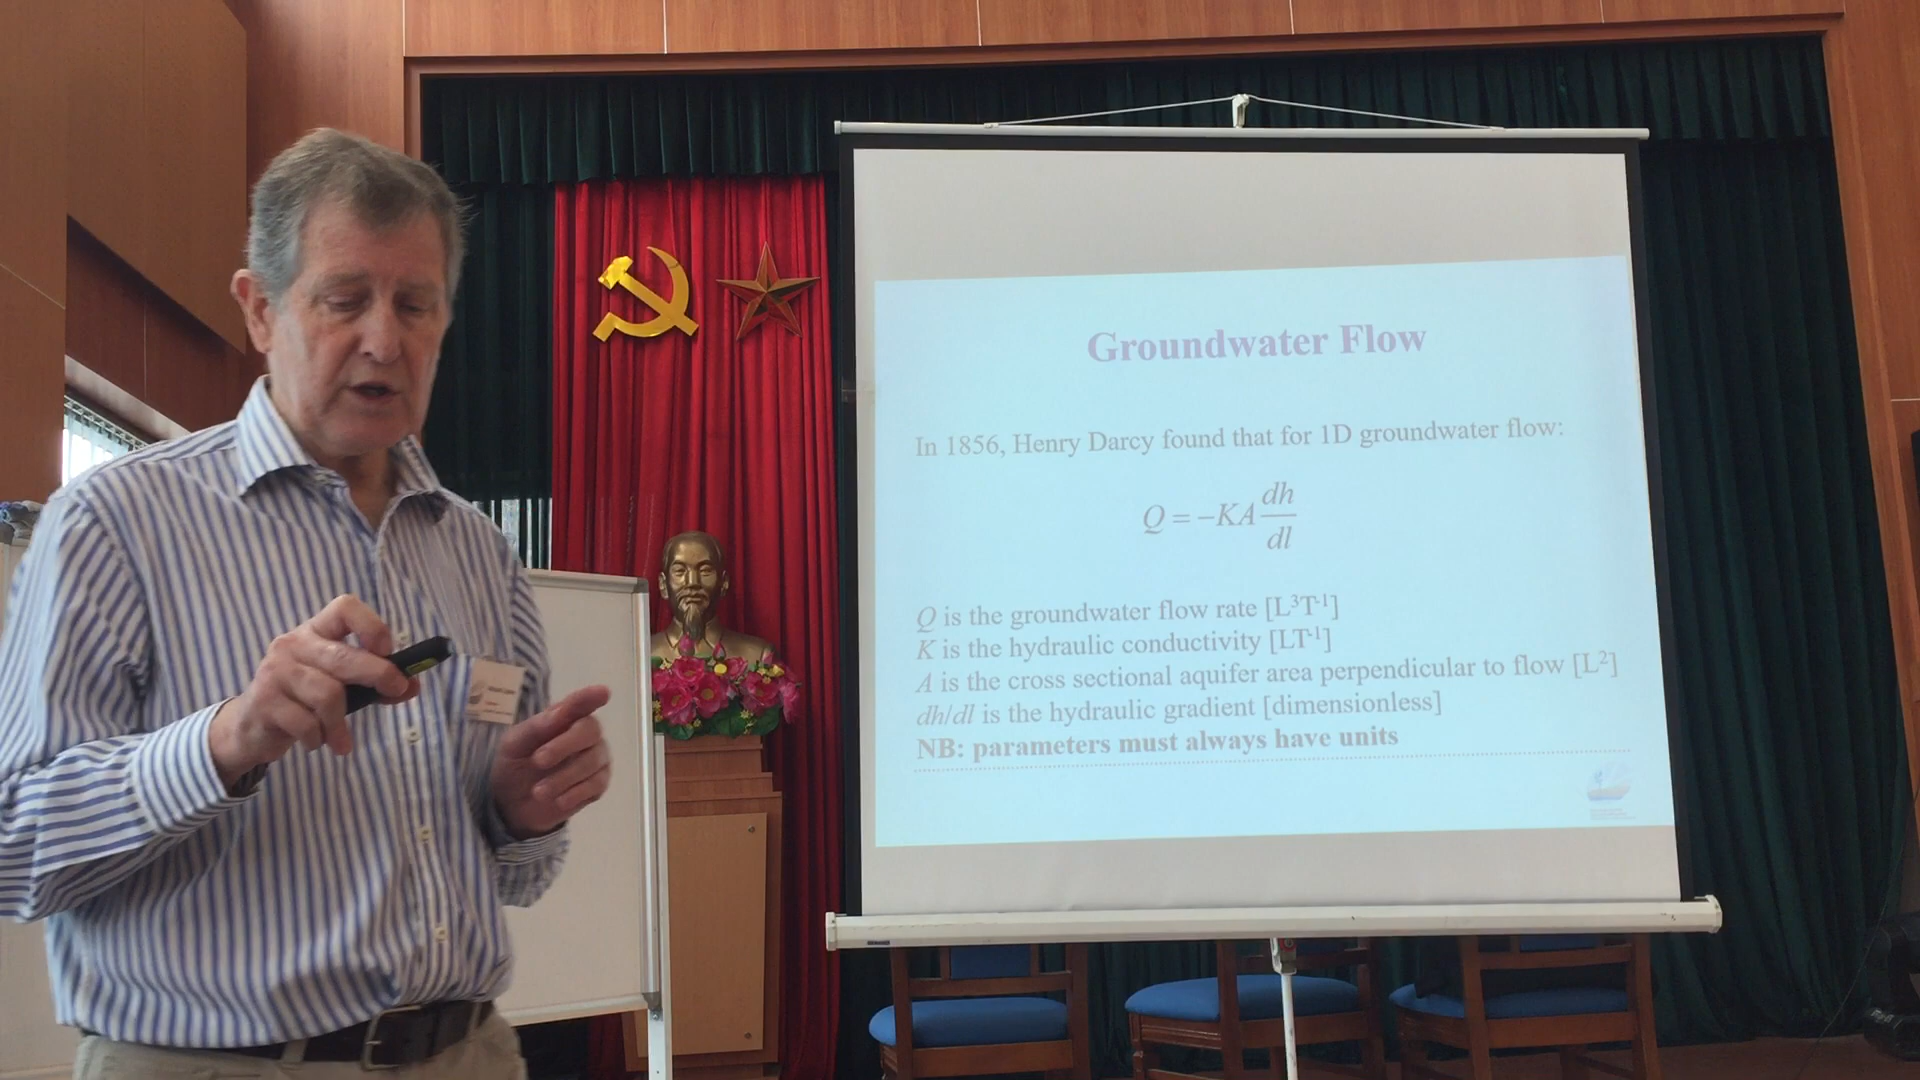 Groundwater Flow
In 1856, Henry Darcy found that for 1D groundwater flow:
Q = −KA dh/dl
Q is the groundwater flow rate [L³T⁻¹]
K is the hydraulic conductivity [LT⁻¹]
A is the cross sectional aquifer area perpendicular to flow [L²]
dh/dl is the hydraulic gradient [dimensionless]
NB: parameters must always have units